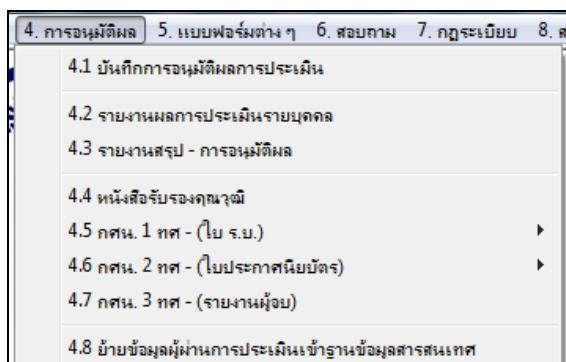 4. การอนุมัติผล 5. แบบฟอร์มต่าง ๆ 6. สอบถาม 7. กฎระเบียบ 8. ส
4.1 บันทึกการอนุมัติผลการประเมิน
4.2 รายงานผลการประเมินรายบุคคล
4.3 รายงานสรุป - การอนุมัติผล
4.4 หนังสือรับรองคุณวุฒิ
4.5 กศน. 1 ทศ - (ใบ ร.บ.)
4.6 กศน. 2 ทศ - (ใบประกาศนียบัตร)
4.7 กศน. 3 ทศ - (รายงานผู้จบ)
4.8 ย้ายข้อมูลผู้ผ่านการประเมินเข้าฐานข้อมูลสารสนเทศ